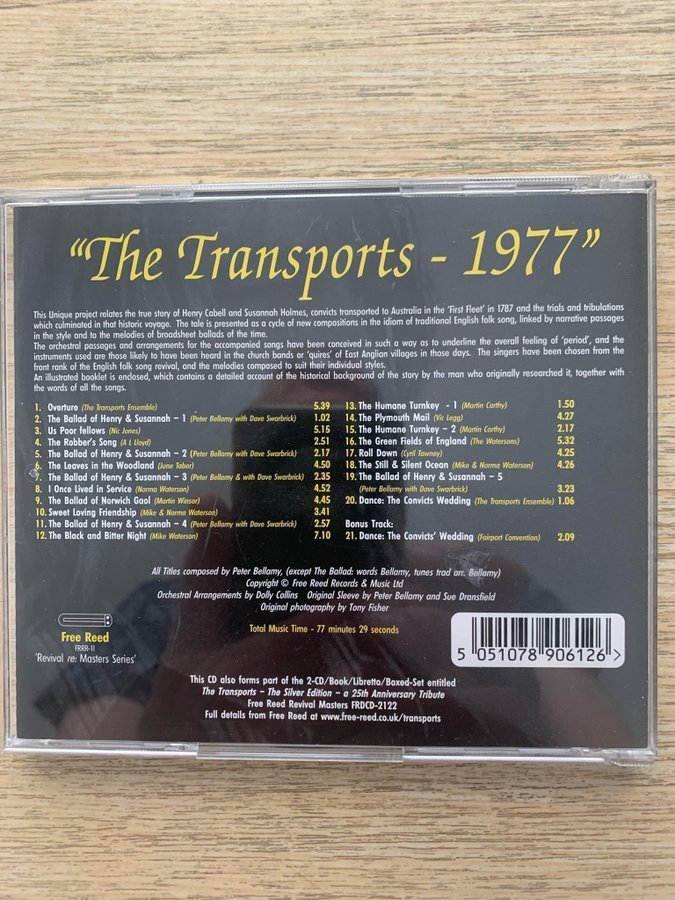 "The Transports - 1977"
This Unique project relates the true story of Henry Cabell and Susannah Holmes, convicts transported to Australia in the 'First Fleet' in 1787 and the trials and tribulations
which culminated in that historic voyage. The tale is presented as a cycle of new compositions in the idiom of traditional English folk song, linked by narrative passages
in the style and to the melodies of broadsheet ballads of the time.
The orchestral passages and arrangements for the accompanied songs have been conceived in such a way as to underline the overall feeling of 'period', and the
instruments used are those likely to have been heard in the church bands or 'quires' of East Anglian villages in those days. The singers have been chosen from the
front rank of the English folk song revival, and the melodies composed to suit their individual styles.
An illustrated booklet is enclosed, which contains a detailed account of the historical background of the story by the man who originally researched it, together with
the words of all the songs.
1. Overture (The Transports Ensemble) 5.39
2. The Ballad of Henry & Susannah – 1 (Peter Bellamy with Dave Swarbrick) 1.02
3. Us Poor fellows (Nic Jones) 5.15
4. The Robber's Song (A L Lloyd) 2.51
5. The Ballad of Henry & Susannah – 2 (Peter Bellamy with Dave Swarbrick) 2.17
6. The Leaves in the Woodland (June Tabor) 4.50
7. The Ballad of Henry & Susannah – 3 (Peter Bellamy & with Dave Swarbrick) 2.35
8. I Once Lived in Service (Norma Waterson) 4.52
9. The Ballad of Norwich Gaol (Martin Winsor) 4.45
10. Sweet Loving Friendship (Mike & Norma Waterson) 3.41
11. The Ballad of Henry & Susannah – 4 (Peter Bellamy with Dave Swarbrick) 2.57
12. The Black and Bitter Night (Mike Waterson) 7.10
13. The Humane Turnkey - 1 (Martin Carthy) 1.50
14. The Plymouth Mail (Vic Legg) 4.27
15. The Humane Turnkey – 2 (Martin Carthy) 2.17
16. The Green Fields of England (The Watersons) 5.32
17. Roll Down (Cyril Tawney) 4.25
18. The Still & Silent Ocean (Mike & Norma Waterson) 4.26
19. The Ballad of Henry & Susannah – 5
(Peter Bellamy with Dave Swarbrick) 3.23
20. Dance: The Convicts Wedding (The Transports Ensemble) 1.06
Bonus Track:
21. Dance: The Convicts' Wedding (Fairport Convention) 2.09
All Titles composed by Peter Bellamy, (except The Ballad: words Bellamy, tunes trad arr. Bellamy)
Copyright © Free Reed Records & Music Ltd
Orchestral Arrangements by Dolly Collins Original Sleeve by Peter Bellamy and Sue Dransfield
Original photography by Tony Fisher
Total Music Time - 77 minutes 29 seconds
Free Reed
FRRR-11
'Revival re: Masters Series'
5 051078 906126 >
This CD also forms part of the 2-CD/Book/Libretto/Boxed-Set entitled
The Transports – The Silver Edition – a 25th Anniversary Tribute
Free Reed Revival Masters FRDCD-2122
Full details from Free Reed at www.free-reed.co.uk/transports